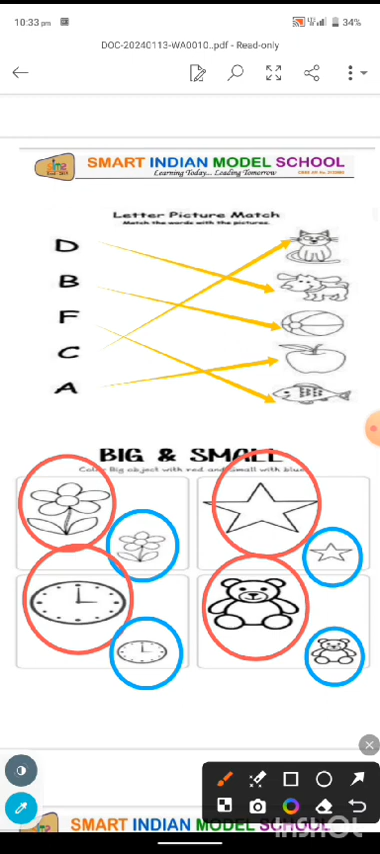 10:33 pm 34%
DOC-20240113-WA0010..pdf - Read-only
SMART INDIAN MODEL SCHOOL
Learning Today... Leading Tomorrow
Letter Picture Match
Match the words with the pictures.
D
B
F
C
A
BIG & SMALL
Color Big object with red and small with blue
SMART INDIAN MODEL SCHOOL
InShOt